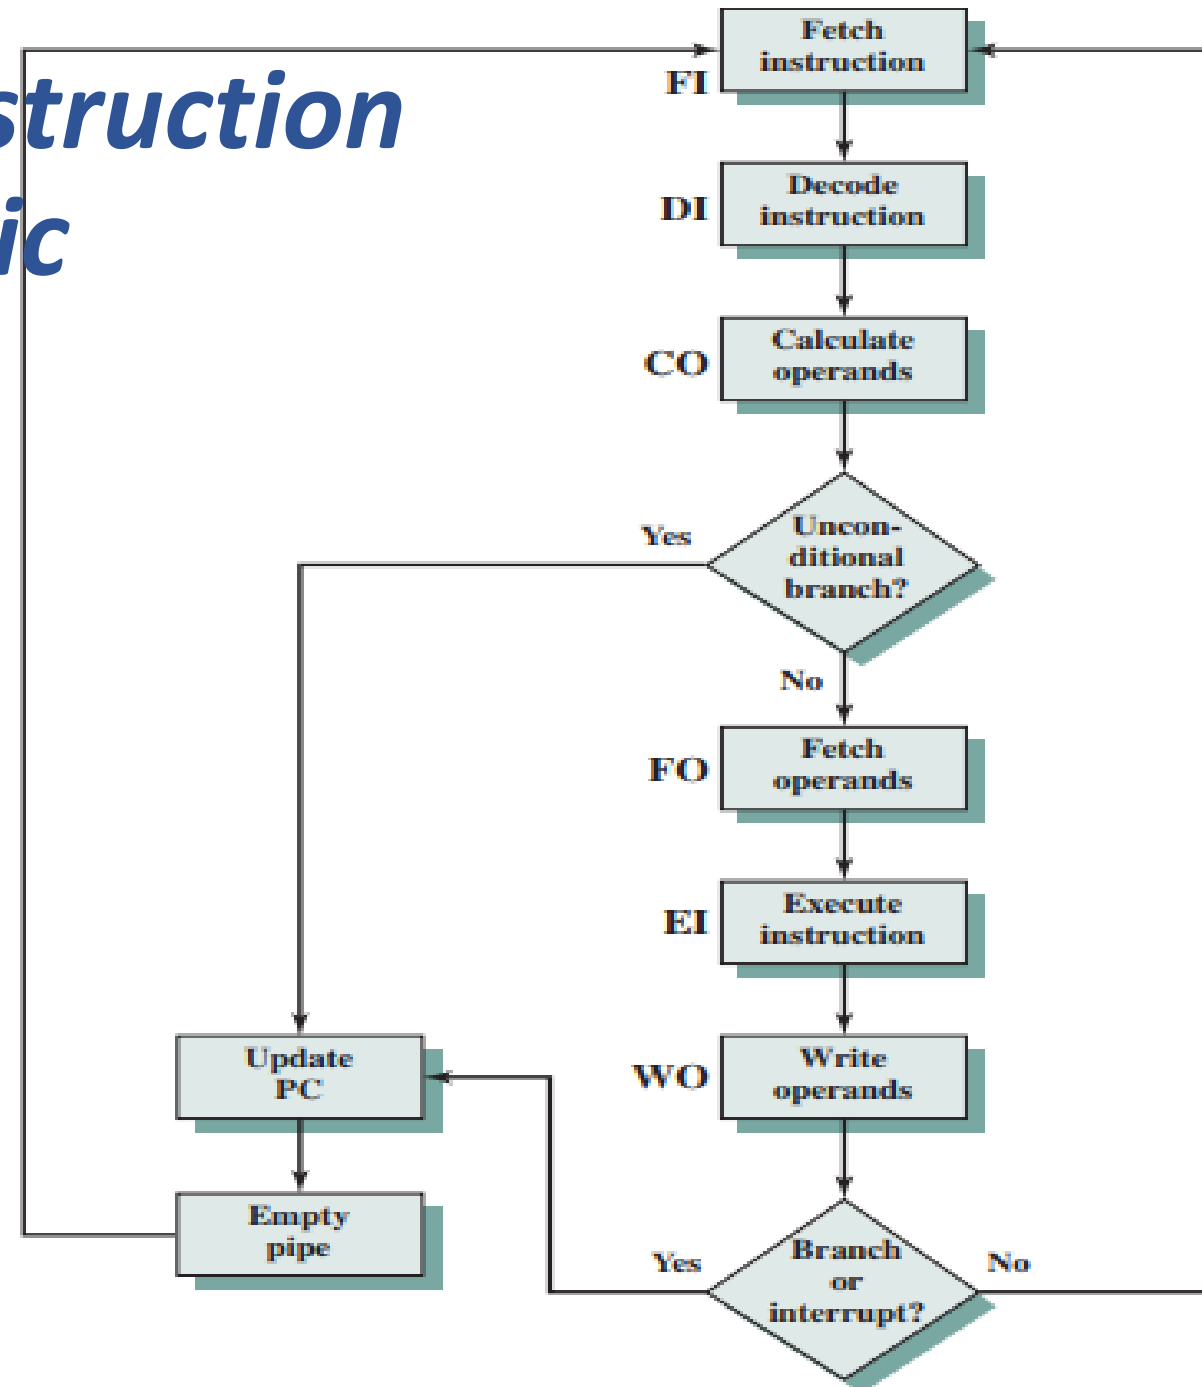 struction
ic
Fetch
instruction
FI
Decode
instruction
DI
Calculate
operands
CO
Uncon-
ditional
branch?
Yes
No
Fetch
operands
FO
Execute
instruction
EI
Write
operands
WO
Update
PC
Empty
pipe
Branch
or
interrupt?
Yes
No